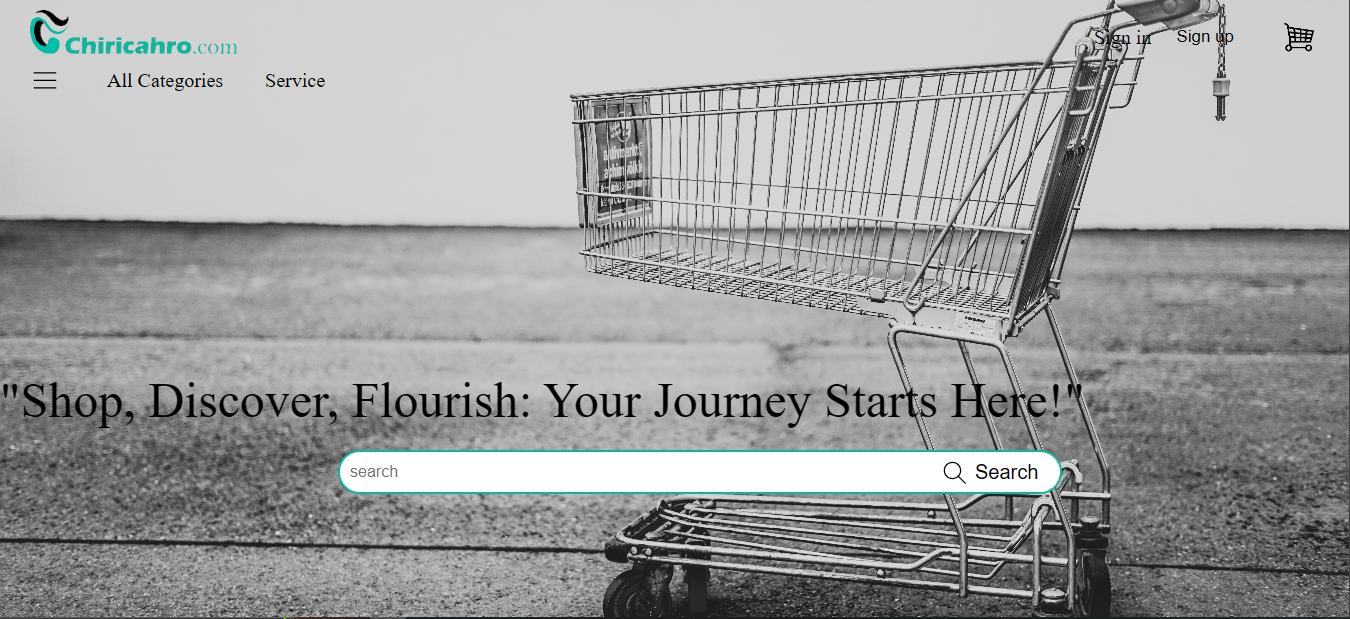 Chiricahro.com
Sign in
Sign up
All Categories
Service
"Shop, Discover, Flourish: Your Journey Starts Here!"
search
Search